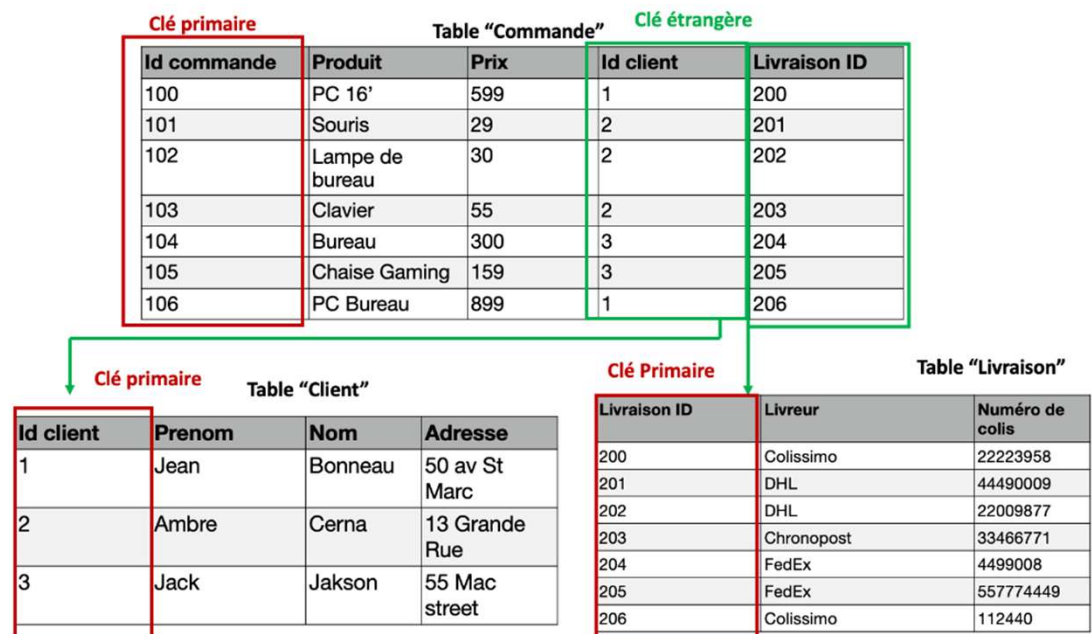 Clé primaire
Table “Commande”
Clé étrangère
Id commande Produit Prix Id client Livraison ID
100 PC 16’ 599 1 200
101 Souris 29 2 201
102 Lampe de 30 2 202
bureau
103 Clavier 55 2 203
104 Bureau 300 3 204
105 Chaise Gaming 159 3 205
106 PC Bureau 899 1 206
Clé primaire
Table “Client”
Id client Prenom Nom Adresse
1 Jean Bonneau 50 av St
Marc
2 Ambre Cerna 13 Grande
Rue
3 Jack Jakson 55 Mac
street
Clé Primaire
Table “Livraison”
Livraison ID Livreur Numéro de
colis
200 Colissimo 22223958
201 DHL 44490009
202 DHL 22009877
203 Chronopost 33466771
204 FedEx 4499008
205 FedEx 557774449
206 Colissimo 112440